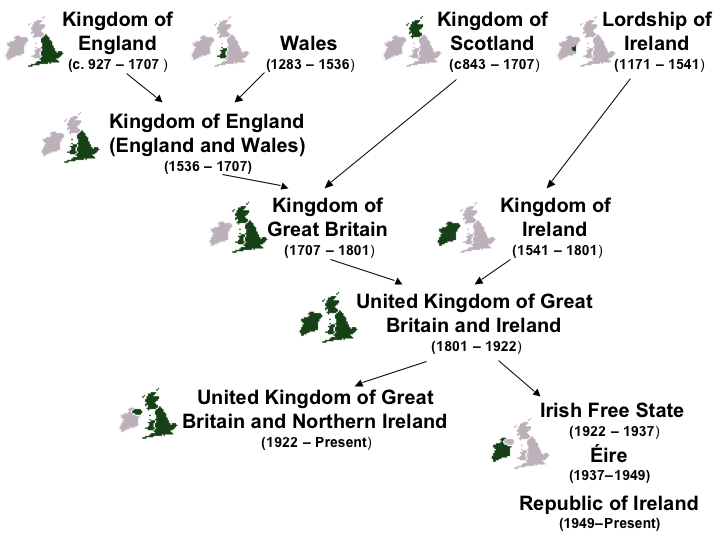 Kingdom of
England
(c. 927 – 1707 )
Wales
(1283 – 1536)
Kingdom of
Scotland
(c843 – 1707)
Lordship of
Ireland
(1171 – 1541)
Kingdom of England
(England and Wales)
(1536 – 1707)
Kingdom of
Great Britain
(1707 – 1801)
Kingdom of
Ireland
(1541 – 1801)
United Kingdom of Great
Britain and Ireland
(1801 – 1922)
United Kingdom of Great
Britain and Northern Ireland
(1922 – Present)
Irish Free State
(1922 – 1937)
Éire
(1937–1949)
Republic of Ireland
(1949–Present)